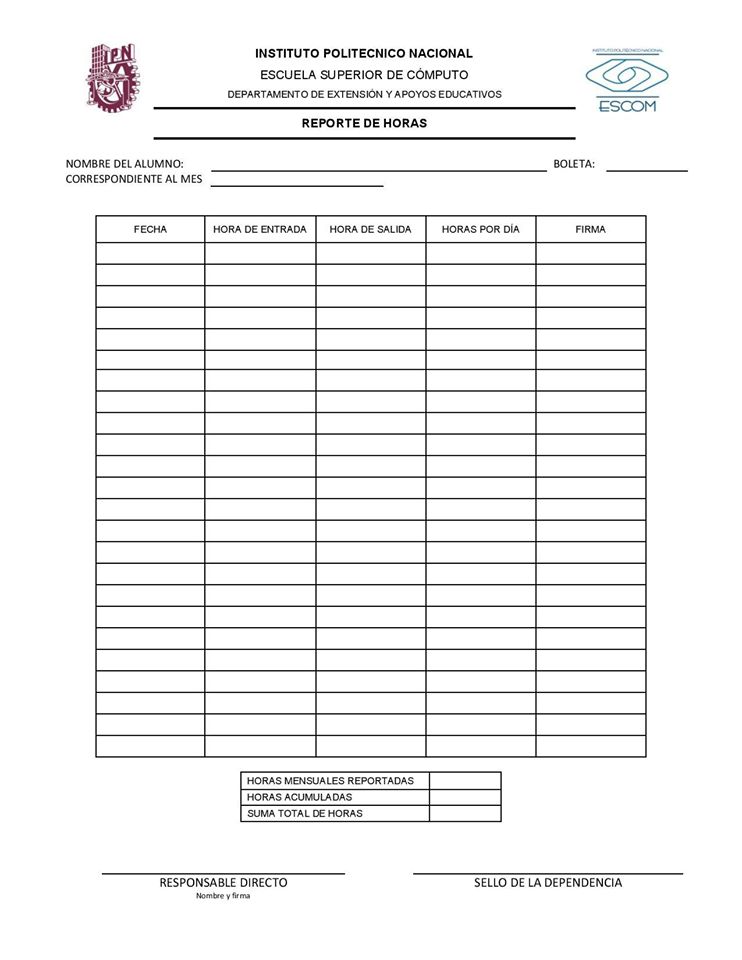 IPN
INSTITUTO POLITECNICO NACIONAL
INSTITUTO POLITECNICO NACIONAL
ESCUELA SUPERIOR DE CÓMPUTO
DEPARTAMENTO DE EXTENSIÓN Y APOYOS EDUCATIVOS
ESCOM
REPORTE DE HORAS
NOMBRE DEL ALUMNO: BOLETA:
CORRESPONDIENTE AL MES
FECHA HORA DE ENTRADA HORA DE SALIDA HORAS POR DÍA FIRMA
HORAS MENSUALES REPORTADAS
HORAS ACUMULADAS
SUMA TOTAL DE HORAS
RESPONSABLE DIRECTO SELLO DE LA DEPENDENCIA
Nombre y firma